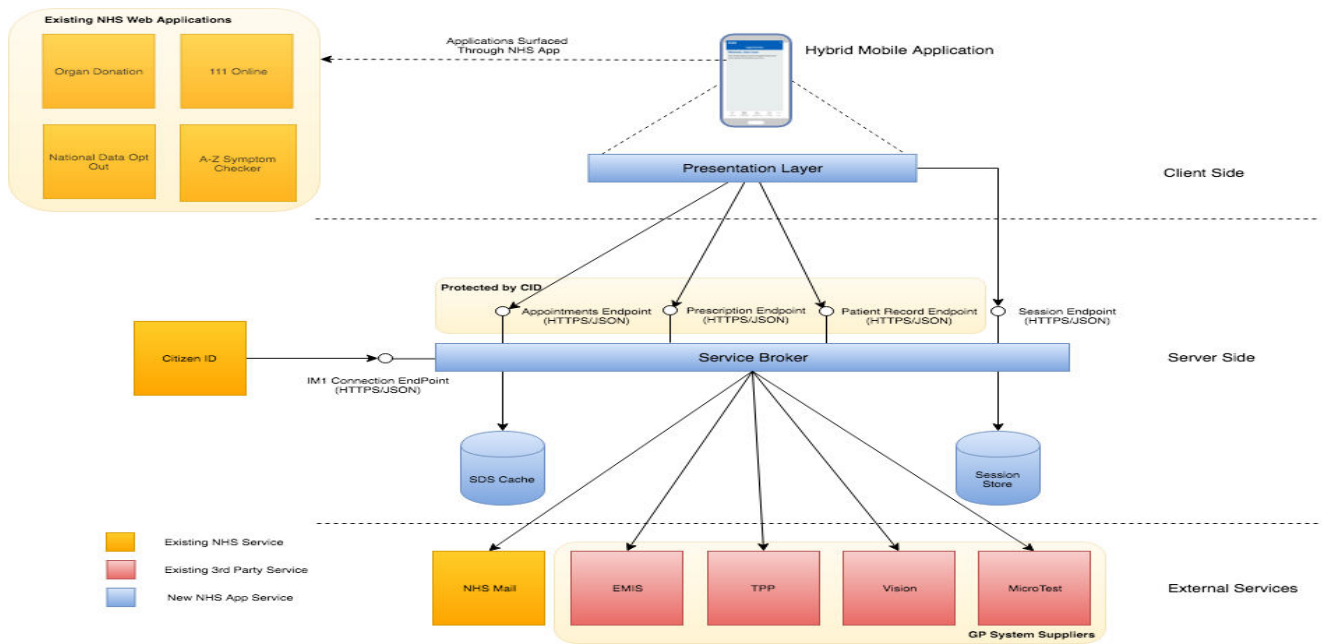 Existing NHS Web Applications
Organ Donation
111 Online
National Data Opt
Out
A-Z Symptom
Checker
Applications Surfaced
Through NHS App
Hybrid Mobile Application
Presentation Layer
Client Side
Protected by CID
Appointments Endpoint
(HTTPS/JSON)
Prescription Endpoint
(HTTPS/JSON)
Patient Record Endpoint
(HTTPS/JSON)
Session Endpoint
(HTTPS/JSON)
Citizen ID
IM1 Connection EndPoint
(HTTPS/JSON)
Service Broker
Server Side
SDS Cache
Session
Store
Existing NHS Service
Existing 3rd Party Service
New NHS App Service
NHS Mail
EMIS
TPP
Vision
MicroTest
GP System Suppliers
External Services